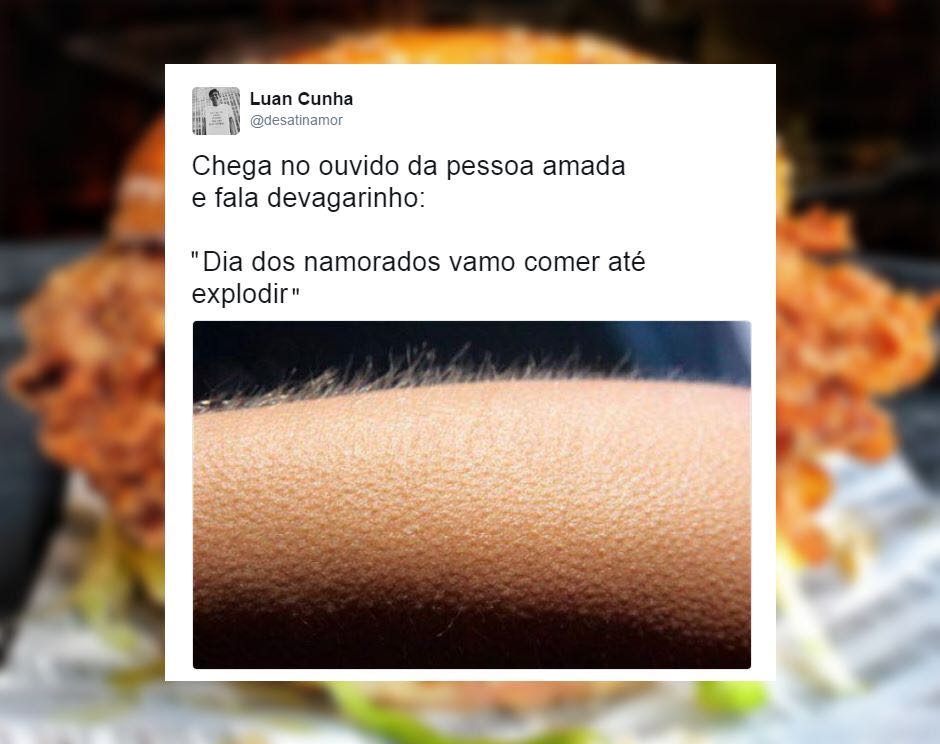 Luan Cunha
@desatinamor
Chega no ouvido da pessoa amada
e fala devagarinho:
"Dia dos namorados vamo comer até
explodir"